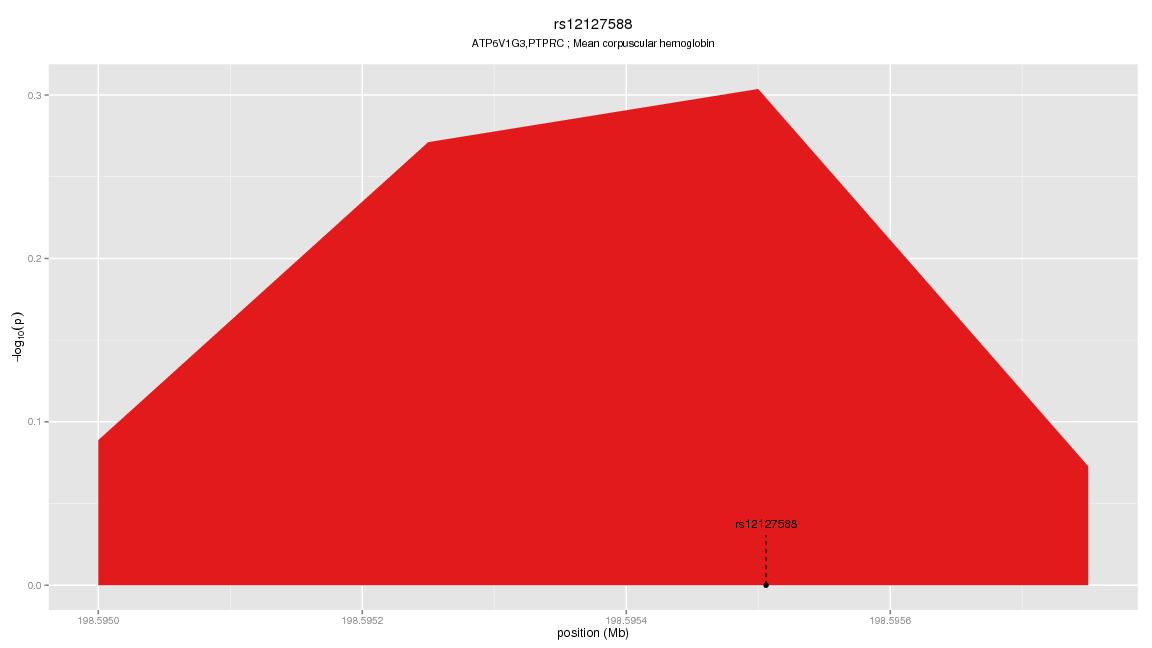 rs12127588
ATP6V1G3,PTPRC ; Mean corpuscular hemoglobin
0.3
0.2
0.1
0.0
−log10(p)
rs12127588
198.5950
198.5952
198.5954
198.5956
position (Mb)